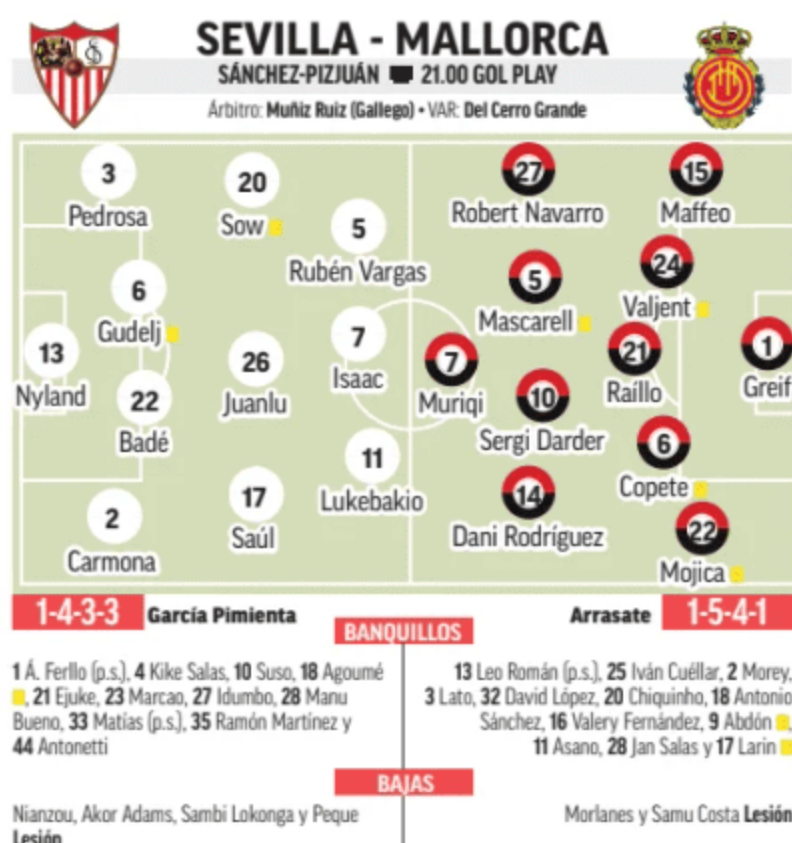 SEVILLA - MALLORCA
SÁNCHEZ-PIZJUÁN 21.00 GOL PLAY
Árbitro: Muñiz Ruiz (Gallego) • VAR: Del Cerro Grande
3
Pedrosa
20
Sow
5
Rubén Vargas
6
Gudelj
13
Nyland
22
Badé
26
Juanlu
7
Isaac
11
Lukebakio
2
Carmona
17
Saúl
27
Robert Navarro
15
Maffeo
5
Mascarell
24
Valjent
7
Muriqi
21
Raíllo
1
Greif
10
Sergi Darder
6
Copete
14
Dani Rodríguez
22
Mojica
1-4-3-3 García Pimienta
Arrasate 1-5-4-1
BANQUILLOS
1 Á. Ferllo (p.s.), 4 Kike Salas, 10 Suso, 18 Agoumé
, 21 Ejuke, 23 Marcao, 27 Idumbo, 28 Manu
Bueno, 33 Matías (p.s.), 35 Ramón Martínez y
44 Antonetti
13 Leo Román (p.s.), 25 Iván Cuéllar, 2 Morey,
3 Lato, 32 David López, 20 Chiquinho, 18 Antonio
Sánchez, 16 Valery Fernández, 9 Abdón ,
11 Asano, 28 Jan Salas y 17 Larin
BAJAS
Nianzou, Akor Adams, Sambi Lokonga y Peque
Lesión
Morlanes y Samu Costa Lesión